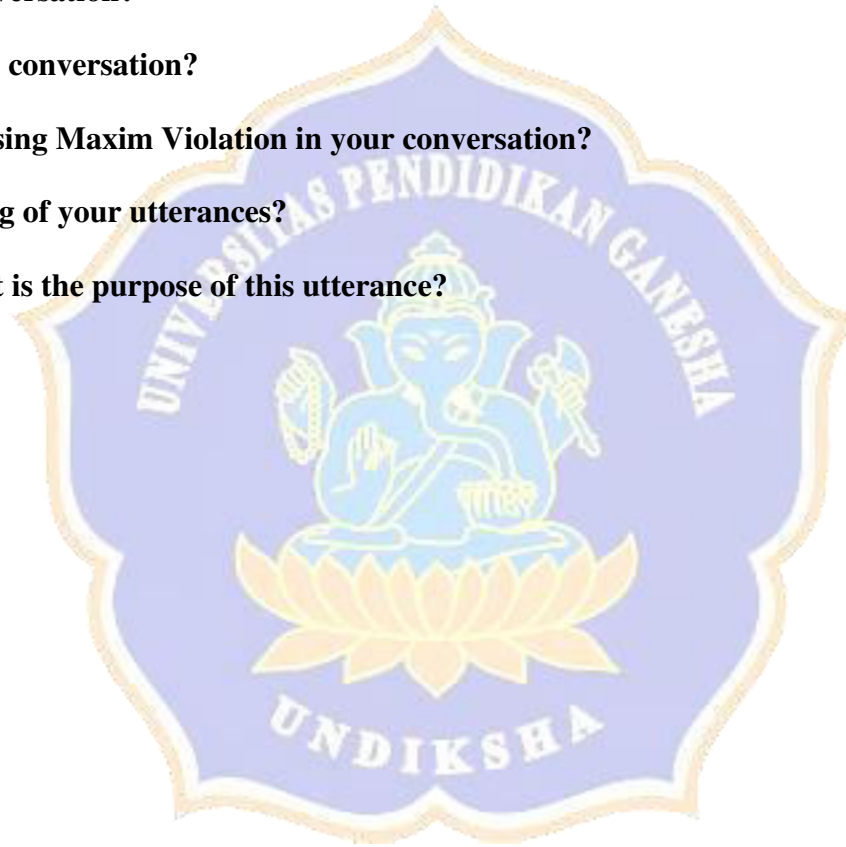 conversation?
sing Maxim Violation in your conversation?
g of your utterances?
t is the purpose of this utterance?
UNIVERSITAS PENDIDIKAN GANESHA
UNDIKSHA